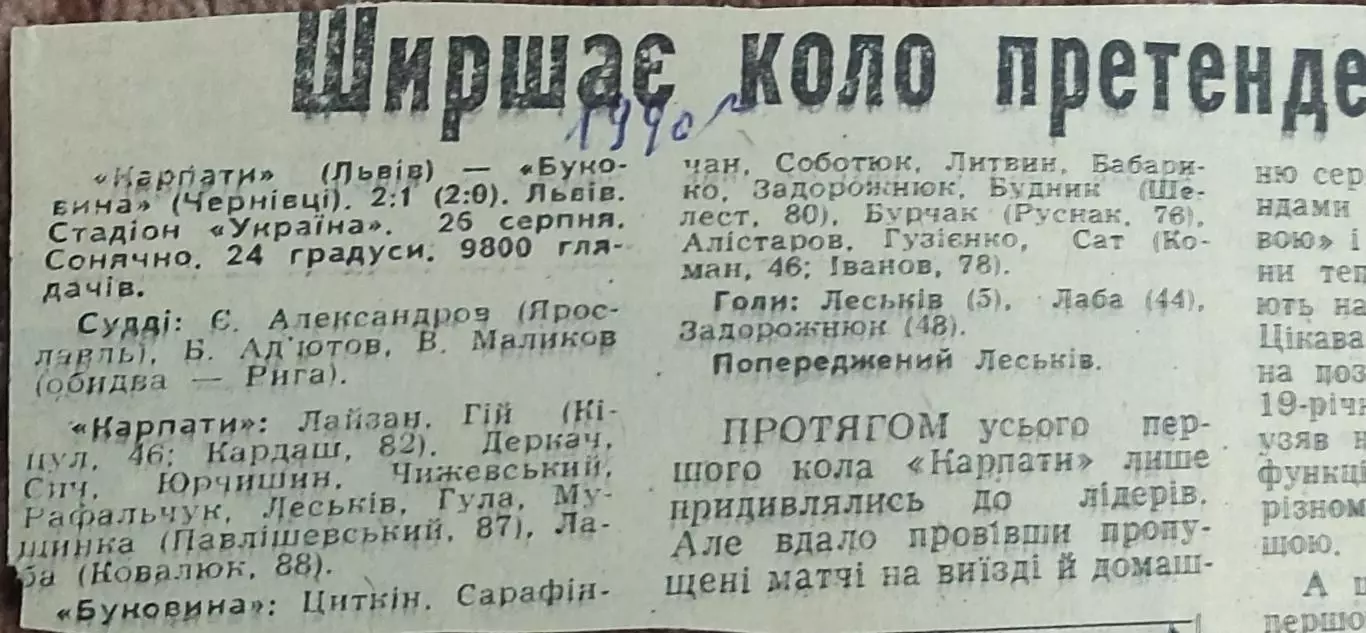 Ширшає коло претенде
1990г
«Карпати» (Львів) — «Буко-
вина» (Чернівці). 2:1 (2:0). Львів.
Стадіон «Україна». 26 серпня.
Сонячно. 24 градуси. 9800 гля-
дачів.
Судді: Є. Александров (Ярос-
лавль), Б. Ад'ютов, В. Маликов
(обидва — Рига).
«Карпати»: Лайзан, Гій (Кі-
цул, 46; Кардаш, 82), Деркач,
Сич, Юрчишин, Чижевський,
Рафальчук, Леськів, Гула, Му-
щинка (Павлішевський, 87), Ла-
ба (Ковалюк, 88).
«Буковина»: Циткін, Сарафін-
чан, Соботюк, Литвин, Бабари-
ко, Задорожнюк, Будник (Ше-
лест, 80), Бурчак (Руснак, 76),
Алістаров, Гузієнко, Сат (Ко-
ман, 46; Іванов, 78).
Голи: Леськів (5), Лаба (44),
Задорожнюк (48).
Попереджений Леськів.
ПРОТЯГОМ усього пер-
шого кола «Карпати» лише
придивлялись до лідерів.
Але вдало провівши пропу-
щені матчі на виїзді й домаш-
ню сер
ндами
вою» і
ни теп
ють на
Цікава
на поз
19-річн
узяв н
функці
різном
щою.
А п
першо